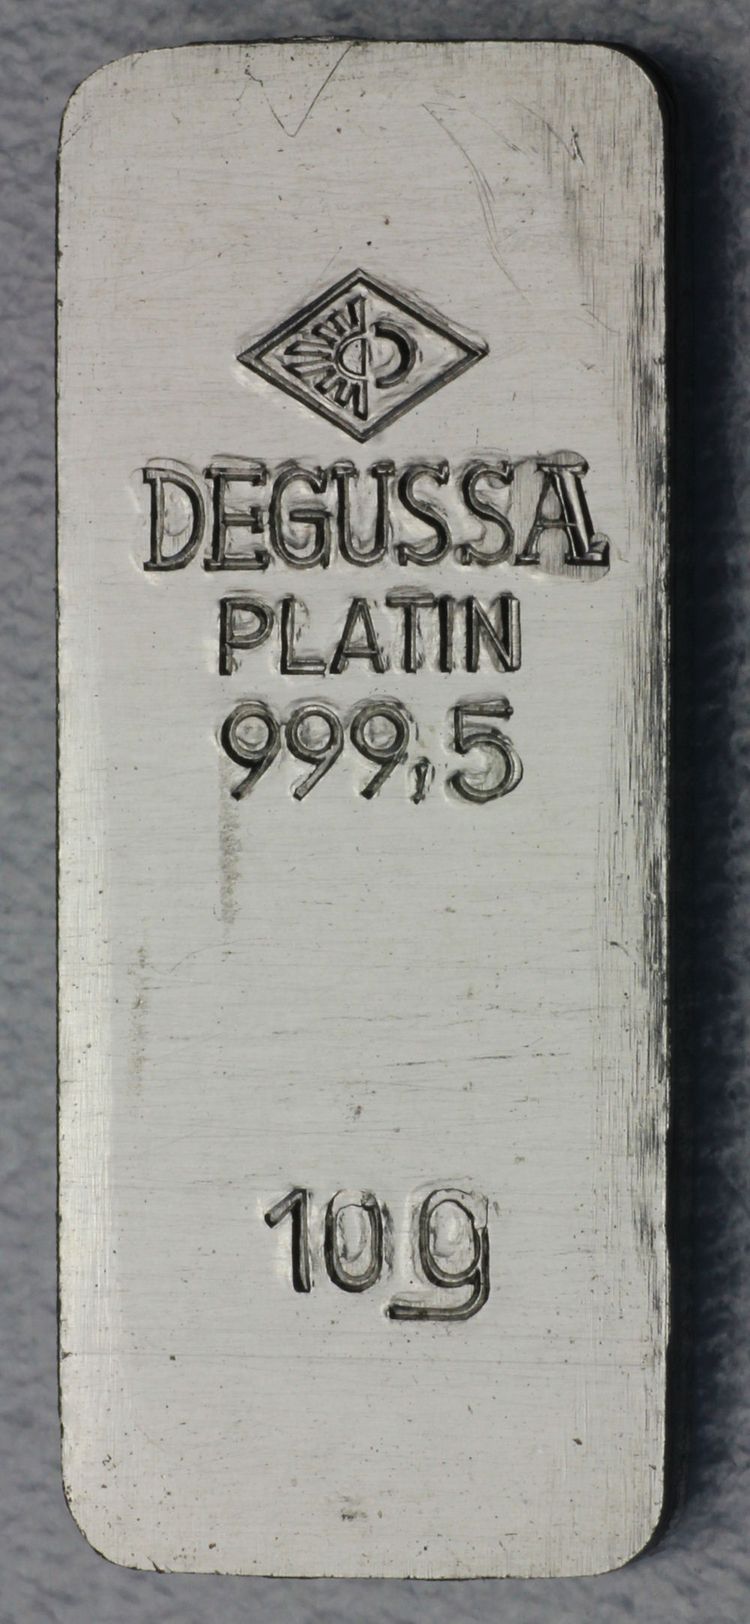 DEGUSSA
PLATIN
999,5
10g